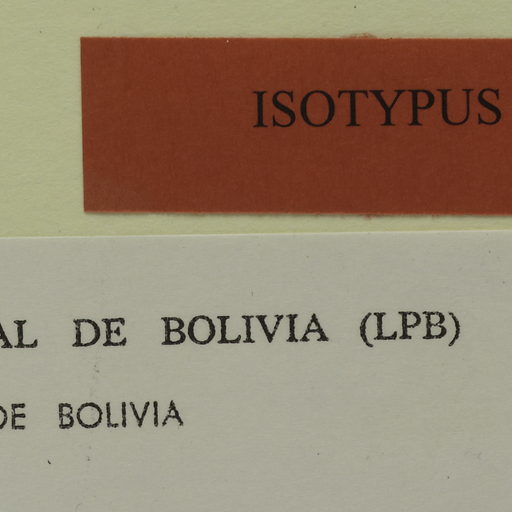 ISOTYPUS
AL DE BOLIVIA (LPB)
DE BOLIVIA